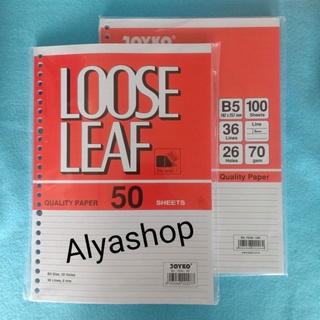 JOYKO
LOOSE
LEAF
B5
100
Sheets
36
Lines
Line
26
Holes
70
gsm
QUALITY PAPER 50 SHEETS
Quality Paper
Alyashop
JOYKO